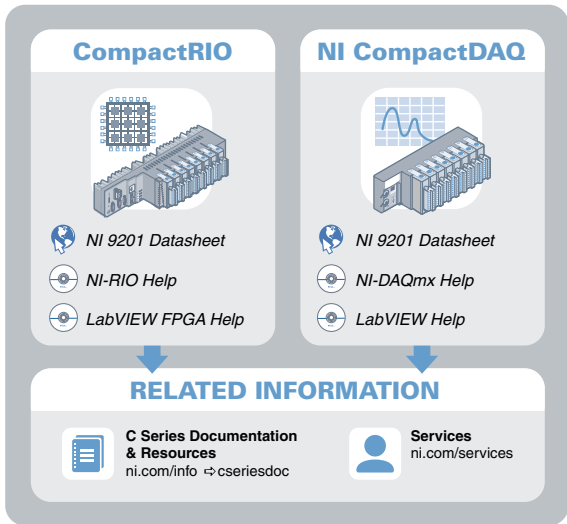 CompactRIO
NI 9201 Datasheet
NI-RIO Help
LabVIEW FPGA Help
NI CompactDAQ
NI 9201 Datasheet
NI-DAQmx Help
LabVIEW Help
RELATED INFORMATION
C Series Documentation
& Resources
ni.com/info ⇨cseriesdoc
Services
ni.com/services